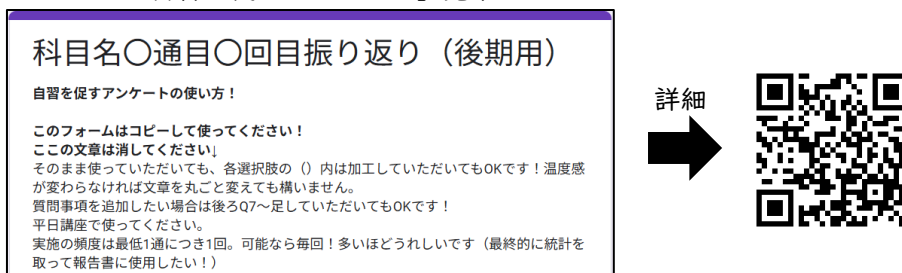 科目名〇通目〇回目振り返り（後期用）
自習を促すアンケートの使い方！
このフォームはコピーして使ってください！
ここの文章は消してください↓
そのまま使っていただいても、各選択肢の（）内は加工していただいてもOKです！温度感
が変わらなければ文章を丸ごと変えても構いません。
質問事項を追加したい場合は後ろQ7～足していただいてもOKです！
平日講座で使ってください。
実施の頻度は最低1通につき1回。可能なら毎回！多いほどうれしいです（最終的に統計を
取って報告書に使用したい！）
詳細